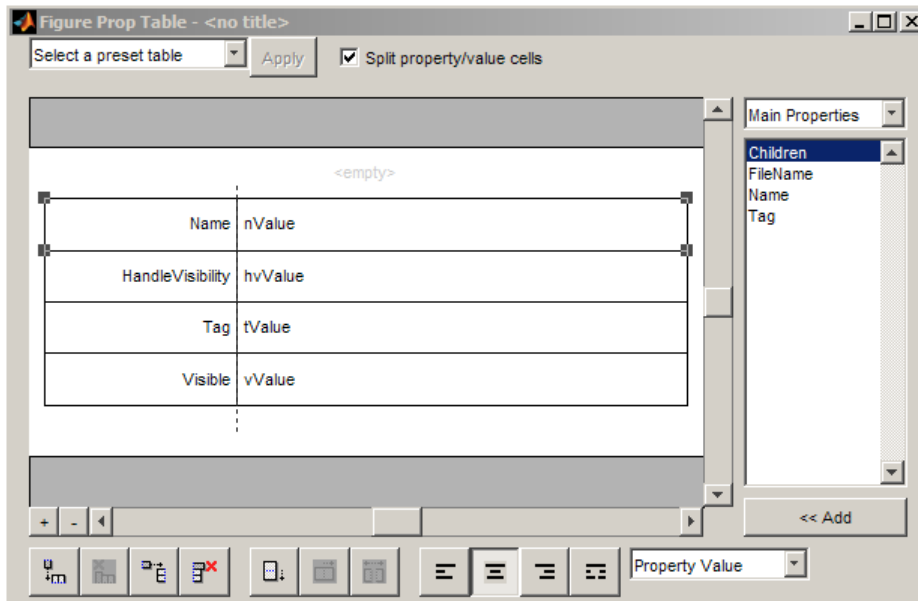 Figure Prop Table - <no title>
Select a preset table
Apply
Split property/value cells
Main Properties
Children
FileName
Name
Tag
<empty>
Name nValue
HandleVisibility hvValue
Tag tValue
Visible vValue
+ -
<< Add
Property Value